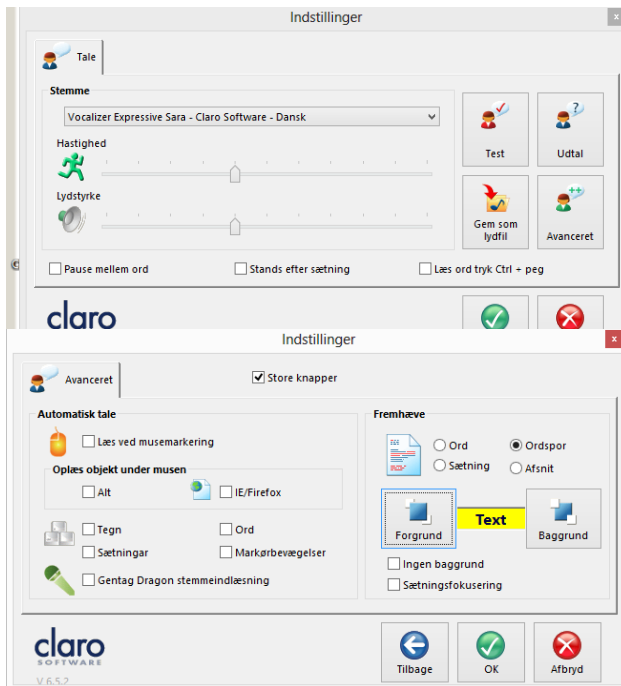 Indstillinger
x
Tale
Stemme
Vocalizer Expressive Sara - Claro Software - Dansk
Hastighed
Lydstyrke
Test
Udtal
Gem som
lydfil
Avanceret
Pause mellem ord
Stands efter sætning
Læs ord tryk Ctrl + peg
©
claro
Indstillinger
x
Avanceret
Store knapper
Automatisk tale
Læs ved musemarkering
Oplæs objekt under musen
Alt
IE/Firefox
Tegn
Ord
Sætningar
Markørbevægelser
Gentag Dragon stemmeindlæsning
Fremhæve
Ord
Ordspor
Sætning
Afsnit
Forgrund
Text
Baggrund
Ingen baggrund
Sætningsfokusering
claro
SOFTWARE
V 6.5.2
Tilbage
OK
Afbryd